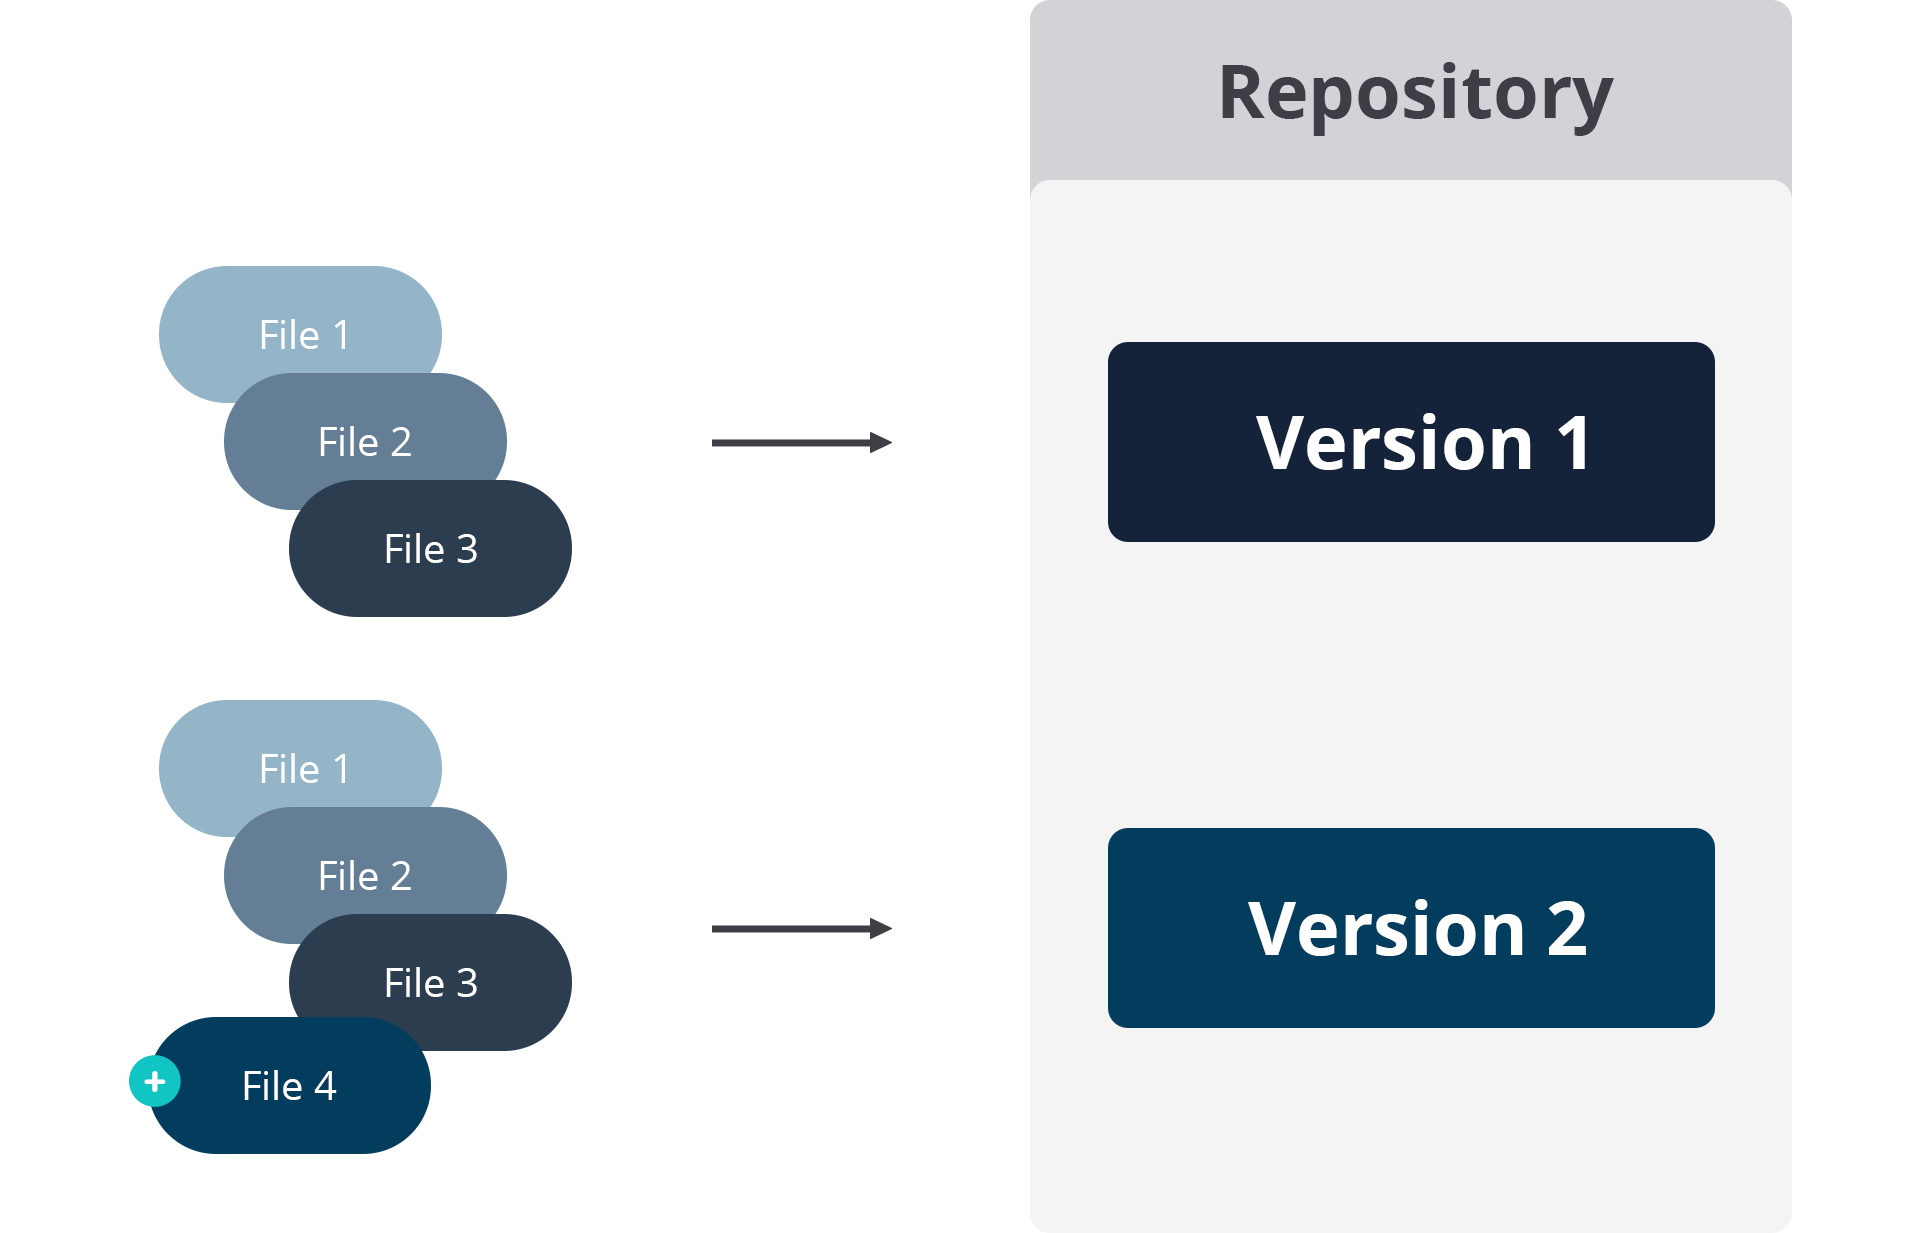 Repository
File 1
File 2
File 3
Version 1
File 1
File 2
File 3
+
File 4
Version 2